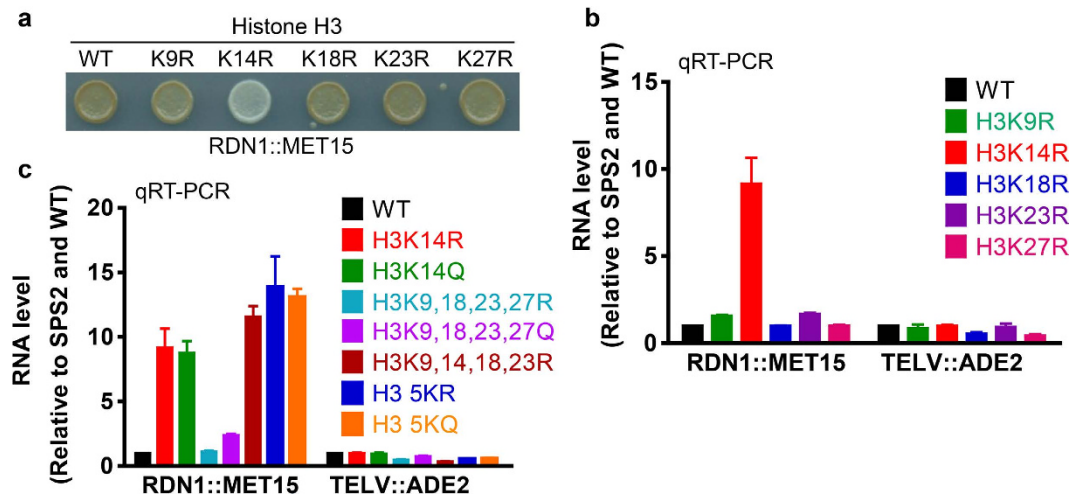 a
Histone H3
WT K9R K14R K18R K23R K27R
RDN1::MET15
b
qRT-PCR
RNA level
(Relative to SPS2 and WT)
15
10
5
0
WT
H3K9R
H3K14R
H3K18R
H3K23R
H3K27R
RDN1::MET15 TELV::ADE2
c
qRT-PCR
RNA level
(Relative to SPS2 and WT)
20
15
10
5
0
WT
H3K14R
H3K14Q
H3K9,18,23,27R
H3K9,18,23,27Q
H3K9,14,18,23R
H3 5KR
H3 5KQ
RDN1::MET15 TELV::ADE2